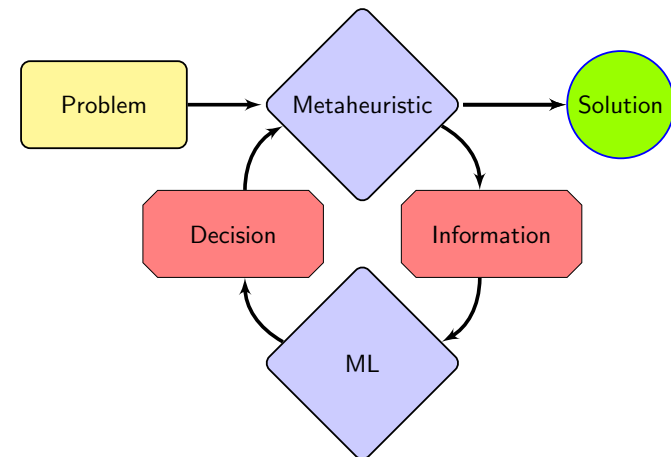 Problem
Metaheuristic
Solution
Decision
Information
ML